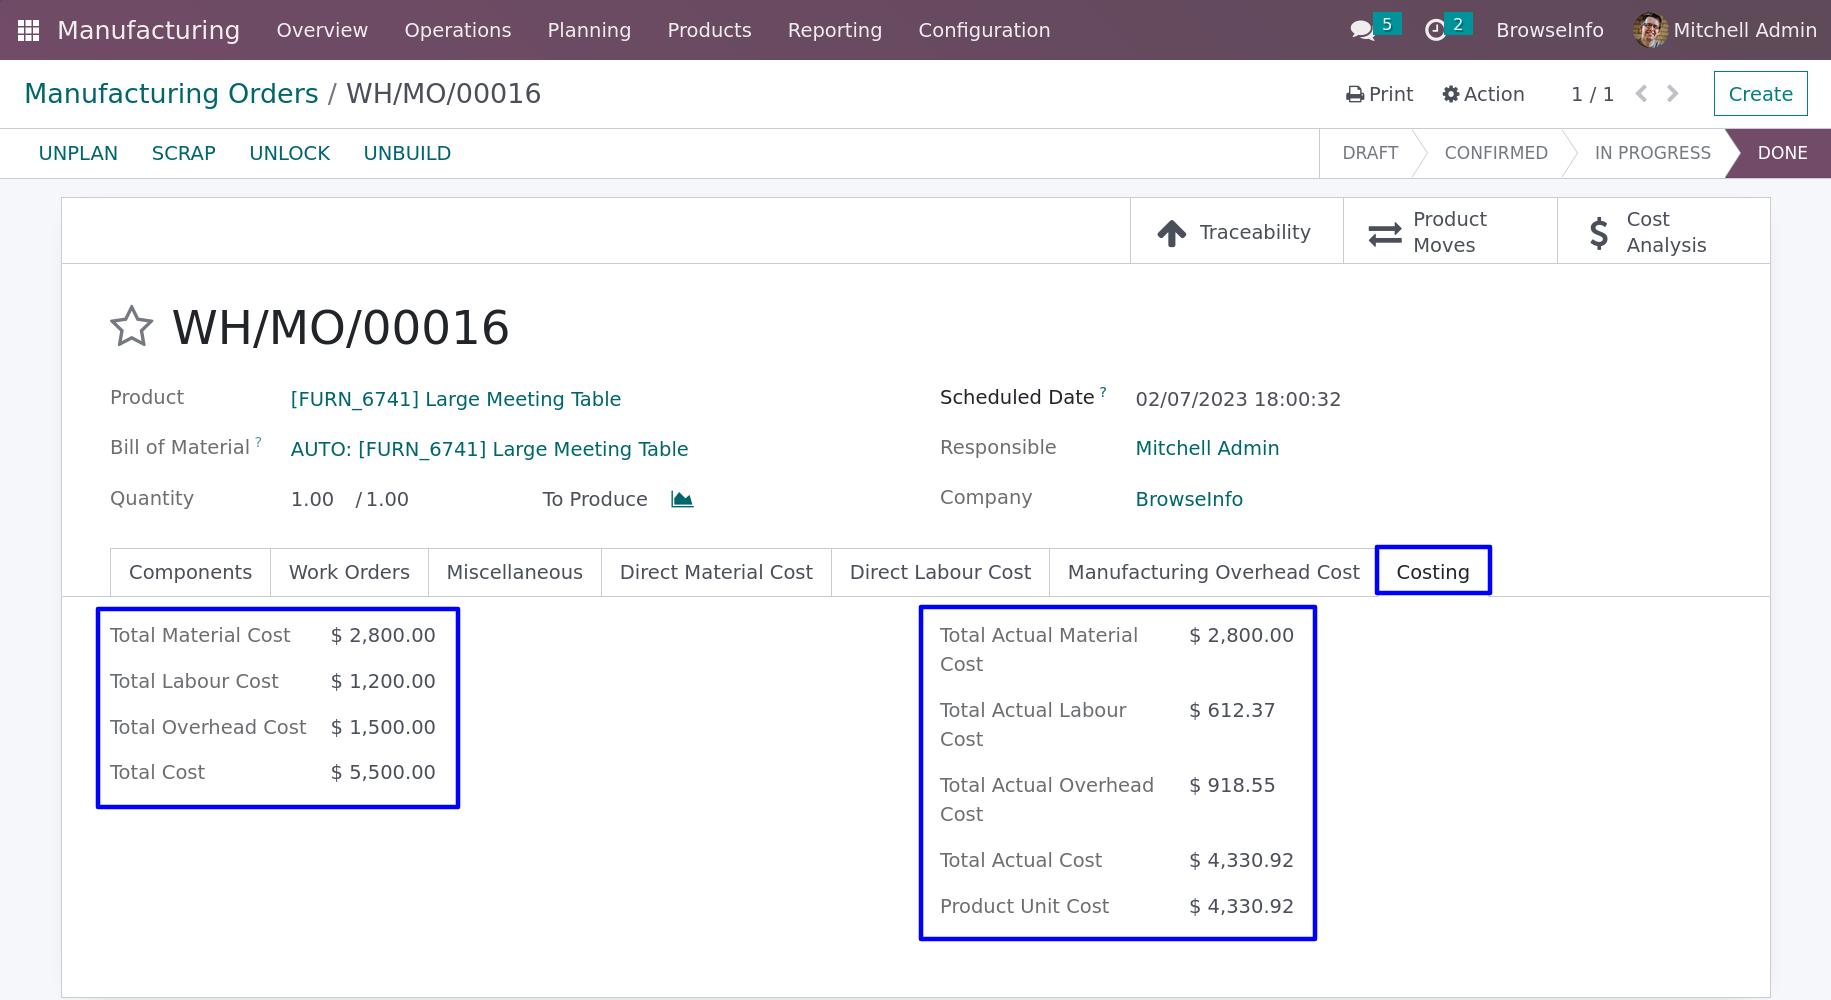 Manufacturing Overview Operations Planning Products Reporting Configuration 5 2 BrowseInfo Mitchell Admin
Manufacturing Orders / WH/MO/00016 Print Action 1 / 1 Create
UNPLAN SCRAP UNLOCK UNBUILD DRAFT CONFIRMED IN PROGRESS DONE
Traceability
Product
Moves
Cost
Analysis
WH/MO/00016
Product [FURN_6741] Large Meeting Table
Scheduled Date ? 02/07/2023 18:00:32
Bill of Material ? AUTO: [FURN_6741] Large Meeting Table
Responsible Mitchell Admin
Quantity 1.00 / 1.00 To Produce
Company BrowseInfo
Components Work Orders Miscellaneous Direct Material Cost Direct Labour Cost Manufacturing Overhead Cost Costing
Total Material Cost $ 2,800.00
Total Labour Cost $ 1,200.00
Total Overhead Cost $ 1,500.00
Total Cost $ 5,500.00
Total Actual Material $ 2,800.00
Cost
Total Actual Labour $ 612.37
Cost
Total Actual Overhead $ 918.55
Cost
Total Actual Cost $ 4,330.92
Product Unit Cost $ 4,330.92